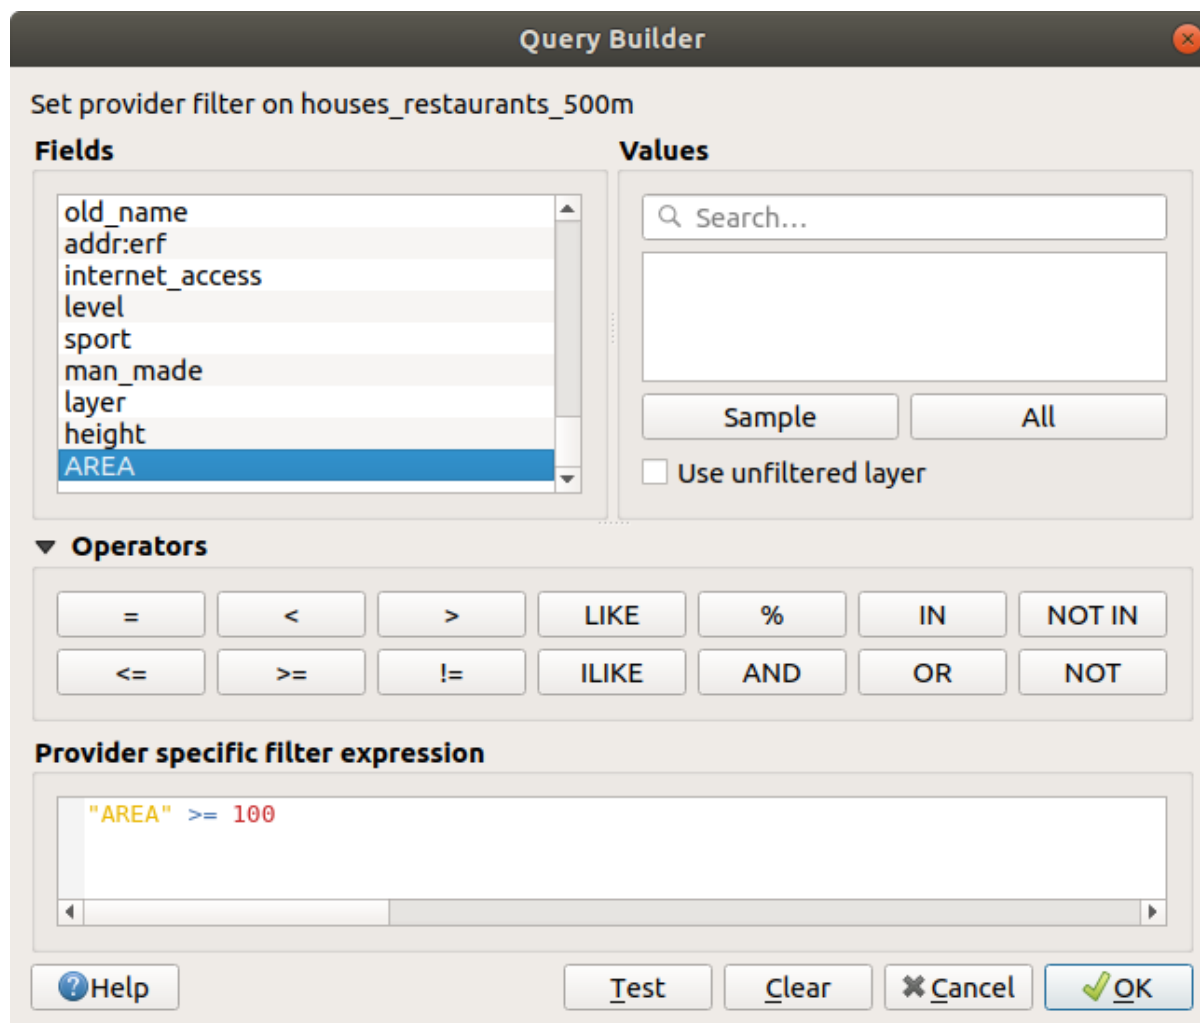 Query Builder
Set provider filter on houses_restaurants_500m
Fields
Values
old_name
addr:erf
internet_access
level
sport
man_made
layer
height
AREA
Search...
Sample
All
Use unfiltered layer
Operators
= < > LIKE % IN NOT IN
<= >= != ILIKE AND OR NOT
Provider specific filter expression
"AREA" >= 100
Help Test Clear Cancel OK